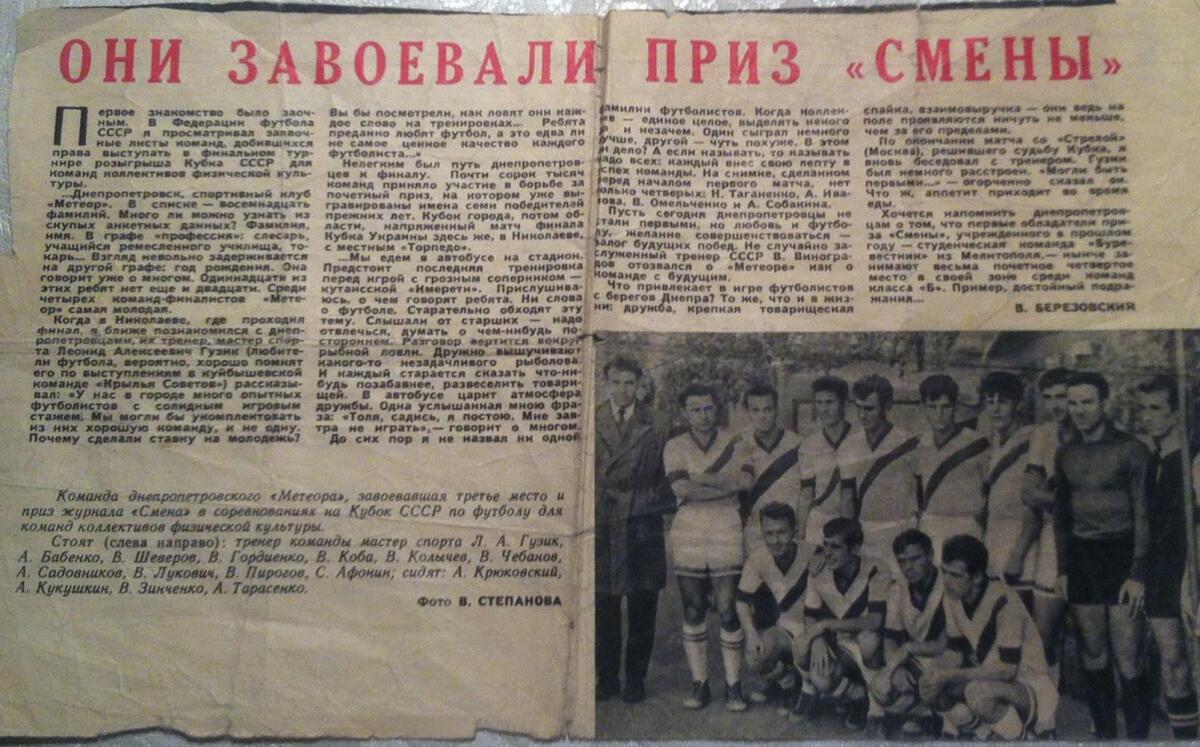 ОНИ ЗАВОЕВАЛИ ПРИЗ «СМЕНЫ»
Первое знакомство было заоч-
ным. В Федерации футбола
СССР я просматривал заявоч-
ные листы команд, добившихся
права выступать в финальном тур-
нире розыгрыша Кубка СССР для
команд коллективов физической куль-
туры.
...Днепропетровск, спортивный клуб
«Метеор». В списке — восемнадцать
фамилий. Много ли можно узнать из
скупых анкетных данных? Фамилия,
имя. В графе «профессия»: слесарь,
учащийся ремесленного училища, то-
карь... Взгляд невольно задерживается
на другой графе: год рождения. Она
говорит уже о многом. Одиннадцати из
этих ребят нет еще и двадцати. Среди
четырех команд-финалистов «Мете-
ор» самая молодая.
Когда в Николаеве, где проходил
финал, я ближе познакомился с днеп-
ропетровцами, их тренер, мастер спор-
та Леонид Алексеевич Гузик (любите-
ли футбола, вероятно, хорошо помнят
его по выступлениям в куйбышевской
команде «Крылья Советов») рассказы-
вал: «У нас в городе много опытных
футболистов с солидным игровым
стажем. Мы могли бы укомплектовать
из них хорошую команду, и не одну.
Почему сделали ставку на молодежь?
Вы бы посмотрели, как ловят они каж-
дое слово на тренировках... Ребята
преданно любят футбол, а это едва ли
не самое ценное качество каждого
футболиста...»
Нелегким был путь днепропетров-
цев к финалу. Почти сорок тысяч
команд приняло участие в борьбе за
почетный приз, на котором уже вы-
гравированы имена семи победителей
прежних лет. Кубок города, потом об-
ласти, напряженный матч финала
Кубка Украины здесь же, в Николаеве,
с местным «Торпедо».
...Мы едем в автобусе на стадион.
Предстоит последняя тренировка
перед игрой с грозным соперником —
кутаисской «Имерети». Прислушива-
юсь, о чем говорят ребята. Ни слова
о футболе. Старательно обходят эту
тему. Слышали от старших — надо
отвлечься, думать о чем-нибудь по-
стороннем. Разговор вертится вокруг
рыбной ловли. Дружно вышучивают
какого-то незадачливого рыболова.
И каждый старается сказать что-ни-
будь позабавнее, развеселить товари-
щей. В автобусе царит атмосфера
дружбы. Одна услышанная мною фра-
за: «Толя, садись, я постою. Мне зав-
тра не играть»,— говорит о многом.
До сих пор я не назвал ни одной
фамилии футболистов. Когда коллек-
ив — единое целое, выделять некого
и незачем. Один сыграл немного
учше, другой — чуть похуже. В этом
и дело? А если называть, то называть
надо всех: каждый внес свою лепту в
спех команды. На снимке, сделанном
еред началом первого матча, нет
олько четверых: Н. Таганенко, А. Ива-
нова, В. Омельченко и А. Собакина.
Пусть сегодня днепропетровцы не
стали первыми, но любовь и футбо-
лу, желание совершенствоваться —
залог будущих побед. Не случайно за-
служенный тренер СССР В. Виногра-
дов отозвался о «Метеоре» как о
команде с будущим.
Что привлекает в игре футболистов
с берегов Днепра? То же, что и в жиз-
ни: дружба, крепкая товарищеская
спайка, взаимовыручка — они ведь на
поле проявляются ничуть не меньше,
чем за его пределами.
По окончании матча со «Стрелой»
(Москва), решившего судьбу Кубка, я
вновь беседовал с тренером. Гузик
был немного расстроен. «Могли быть
первыми...» — огорченно сказал он.
Что ж, аппетит приходит во время
еды.
Хочется напомнить днепропетров-
цам о том, что первые обладатели при-
за «Смены», учрежденного в прошлом
году — студенческая команда «Буре-
вестник» из Мелитополя,— нынче за-
нимают весьма почетное четвертое
место в своей зоне среди команд
класса «Б». Пример, достойный подра-
жания...
В. БЕРЕЗОВСКИЙ
Команда днепропетровского «Метеора», завоевавшая третье место и
приз журнала «Смена» в соревнованиях на Кубок СССР по футболу для
команд коллективов физической культуры.
Стоят (слева направо): тренер команды мастер спорта Л. А. Гузик,
А. Бабенко, В. Шеверов, В. Гордиенко, В. Коба, В. Колычев, В. Чебанов,
А. Садовников, В. Лукович, В. Пирогов, С. Афонин; сидят: А. Крюковский,
А. Кукушкин, В. Зинченко, А. Тарасенко.
Фото В. СТЕПАНОВА